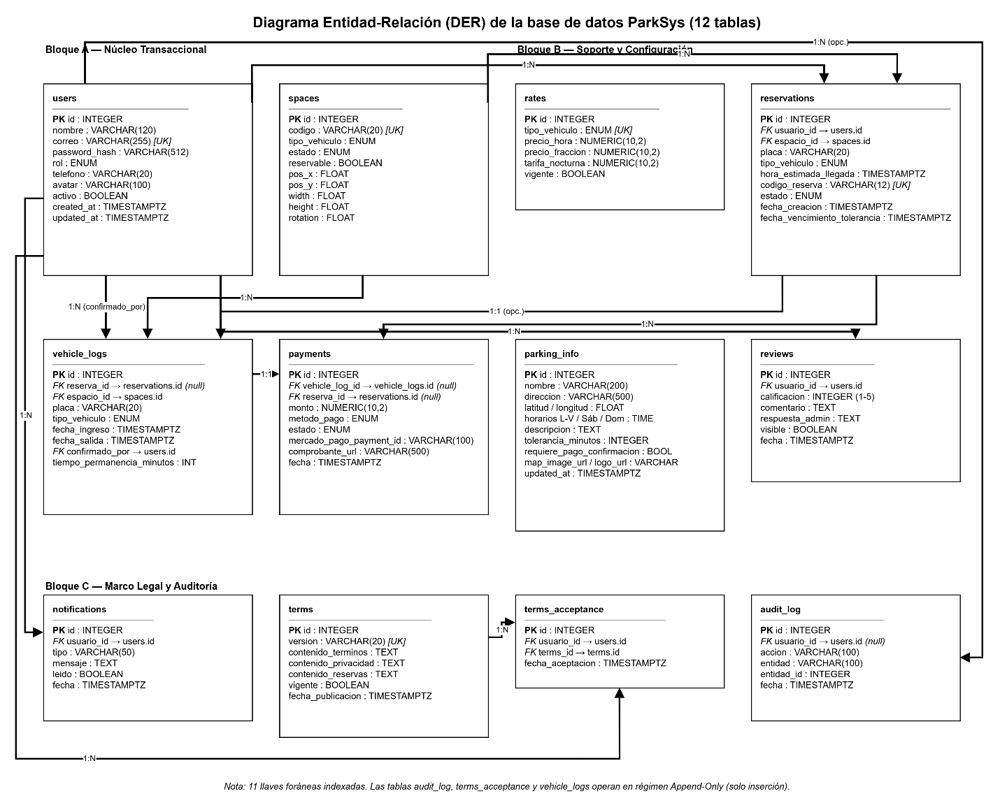 Diagrama Entidad-Relación (DER) de la base de datos ParkSys (12 tablas)
1:N (opc.)
Bloque A — Núcleo Transaccional
Bloque B — Soporte y Configuración
1:N
1:N
users
PK id : INTEGER
nombre : VARCHAR(120)
correo : VARCHAR(255) [UK]
password_hash : VARCHAR(512)
rol : ENUM
telefono : VARCHAR(20)
avatar : VARCHAR(100)
activo : BOOLEAN
created_at : TIMESTAMPTZ
updated_at : TIMESTAMPTZ
spaces
PK id : INTEGER
codigo : VARCHAR(20) [UK]
tipo_vehiculo : ENUM
estado : ENUM
reservable : BOOLEAN
pos_x : FLOAT
pos_y : FLOAT
width : FLOAT
height : FLOAT
rotation : FLOAT
rates
PK id : INTEGER
tipo_vehiculo : ENUM [UK]
precio_hora : NUMERIC(10,2)
precio_fraccion : NUMERIC(10,2)
tarifa_nocturna : NUMERIC(10,2)
vigente : BOOLEAN
reservations
PK id : INTEGER
FK usuario_id → users.id
FK espacio_id → spaces.id
placa : VARCHAR(20)
tipo_vehiculo : ENUM
hora_estimada_llegada : TIMESTAMPTZ
codigo_reserva : VARCHAR(12) [UK]
estado : ENUM
fecha_creacion : TIMESTAMPTZ
fecha_vencimiento_tolerancia : TIMESTAMPTZ
1:N
1:N (confirmado_por)
1:1 (opc.)
1:N
1:N
vehicle_logs
PK id : INTEGER
FK reserva_id → reservations.id (null)
FK espacio_id → spaces.id
placa : VARCHAR(20)
tipo_vehiculo : ENUM
fecha_ingreso : TIMESTAMPTZ
fecha_salida : TIMESTAMPTZ
FK confirmado_por → users.id
tiempo_permanencia_minutos : INT
1:1
payments
PK id : INTEGER
FK vehicle_log_id → vehicle_logs.id (null)
FK reserva_id → reservations.id (null)
monto : NUMERIC(10,2)
metodo_pago : ENUM
estado : ENUM
mercado_pago_payment_id : VARCHAR(100)
comprobante_url : VARCHAR(500)
fecha : TIMESTAMPTZ
parking_info
PK id : INTEGER
nombre : VARCHAR(200)
direccion : VARCHAR(500)
latitud / longitud : FLOAT
horarios L-V / Sáb / Dom : TIME
descripcion : TEXT
tolerancia_minutos : INTEGER
requiere_pago_confirmacion : BOOL
map_image_url / logo_url : VARCHAR
updated_at : TIMESTAMPTZ
reviews
PK id : INTEGER
FK usuario_id → users.id
calificacion : INTEGER (1-5)
comentario : TEXT
respuesta_admin : TEXT
visible : BOOLEAN
fecha : TIMESTAMPTZ
1:N
Bloque C — Marco Legal y Auditoría
notifications
PK id : INTEGER
FK usuario_id → users.id
tipo : VARCHAR(50)
mensaje : TEXT
leido : BOOLEAN
fecha : TIMESTAMPTZ
terms
PK id : INTEGER
version : VARCHAR(20) [UK]
contenido_terminos : TEXT
contenido_privacidad : TEXT
contenido_reservas : TEXT
vigente : BOOLEAN
fecha_publicacion : TIMESTAMPTZ
1:N
terms_acceptance
PK id : INTEGER
FK usuario_id → users.id
FK terms_id → terms.id
fecha_aceptacion : TIMESTAMPTZ
audit_log
PK id : INTEGER
FK usuario_id → users.id (null)
accion : VARCHAR(100)
entidad : VARCHAR(100)
entidad_id : INTEGER
fecha : TIMESTAMPTZ
1:N
Nota: 11 llaves foráneas indexadas. Las tablas audit_log, terms_acceptance y vehicle_logs operan en régimen Append-Only (solo inserción).